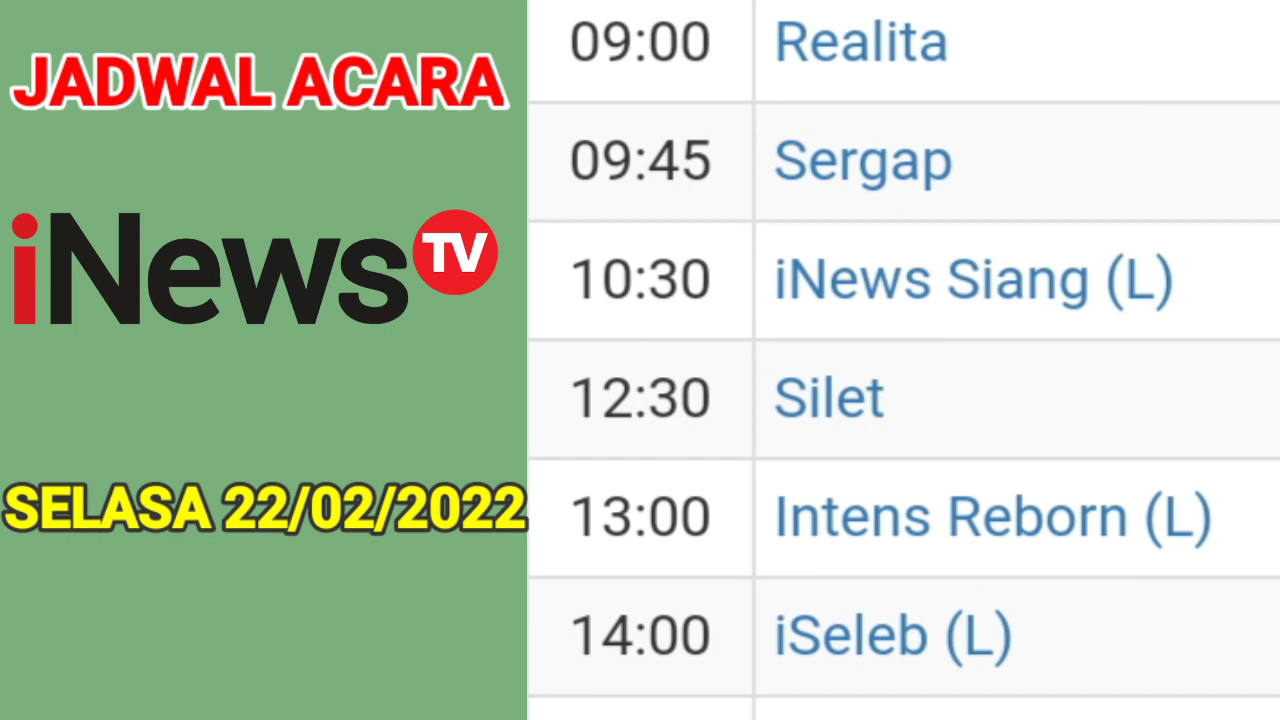 JADWAL ACARA
iNews TV
SELASA 22/02/2022
09:00 Realita
09:45 Sergap
10:30 iNews Siang (L)
12:30 Silet
13:00 Intens Reborn (L)
14:00 iSeleb (L)